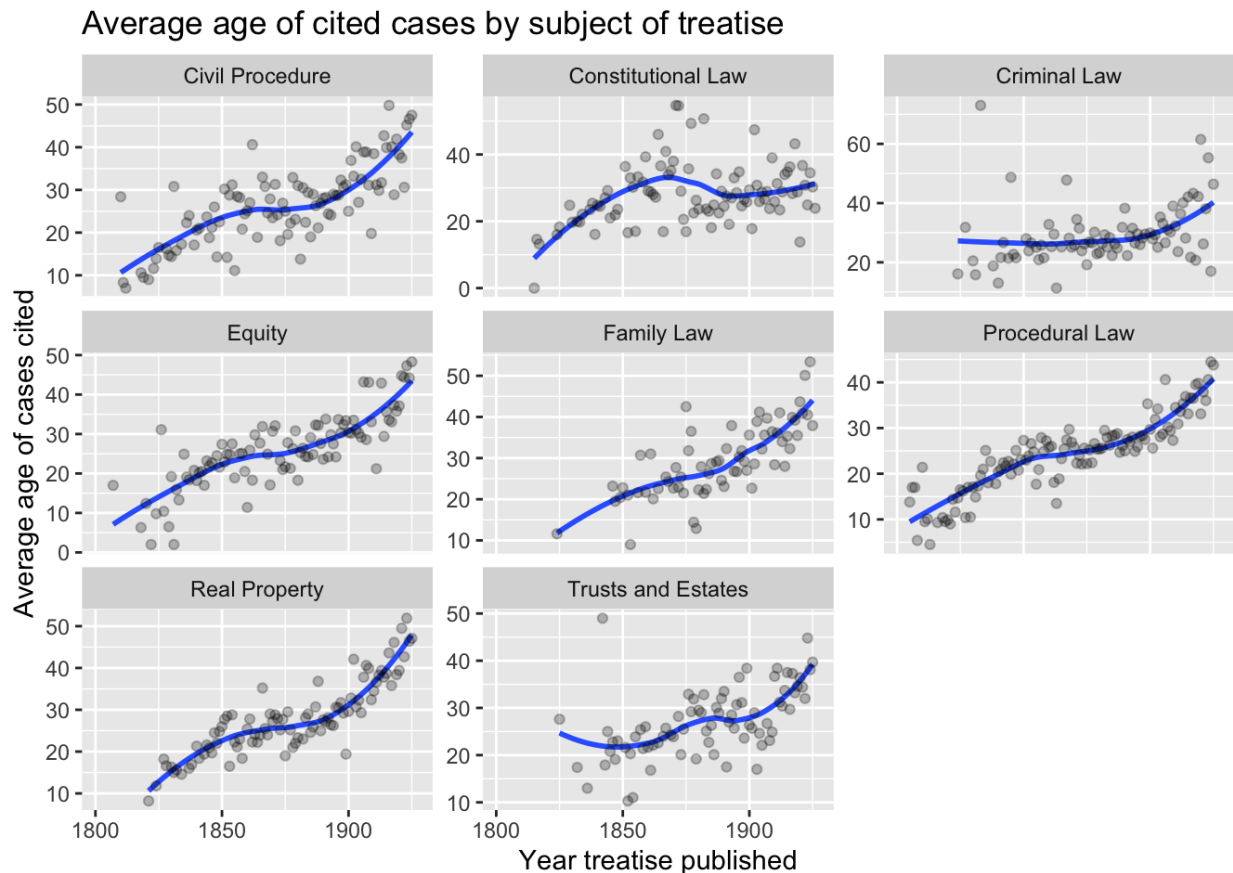 Average age of cited cases by subject of treatise
Average age of cases cited
Civil Procedure
50
40
30
20
10
Constitutional Law
40
20
0
Criminal Law
60
40
20
Equity
50
40
30
20
10
0
Family Law
50
40
30
20
10
Procedural Law
40
30
20
10
Real Property
50
40
30
20
10
1800 1850 1900
Trusts and Estates
50
40
30
20
10
1800 1850 1900
Year treatise published